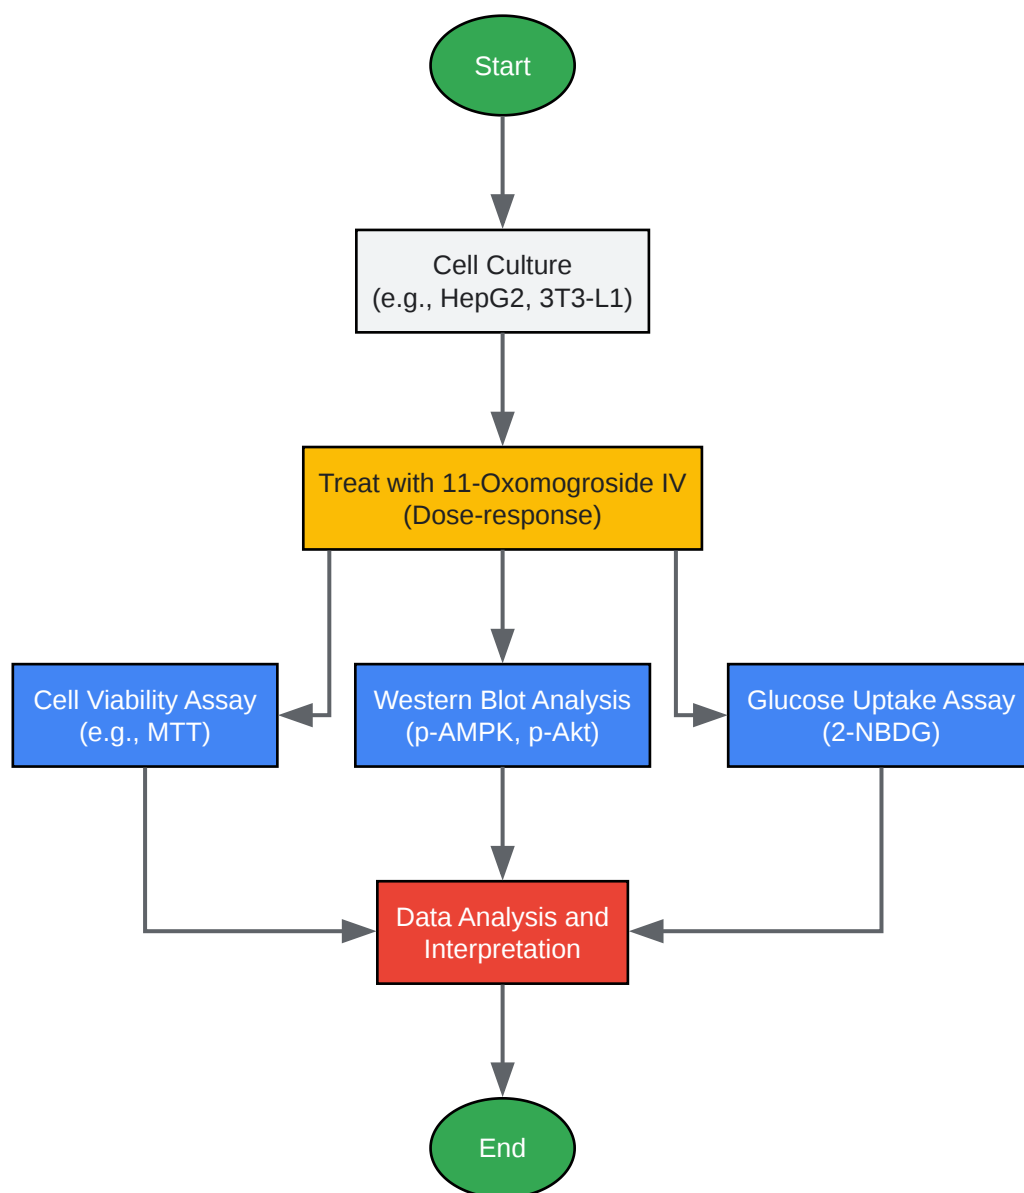 Start
Cell Culture
(e.g., HepG2, 3T3-L1)
Treat with 11-Oxomogroside IV
(Dose-response)
Cell Viability Assay
(e.g., MTT)
Western Blot Analysis
(p-AMPK, p-Akt)
Glucose Uptake Assay
(2-NBDG)
Data Analysis and
Interpretation
End